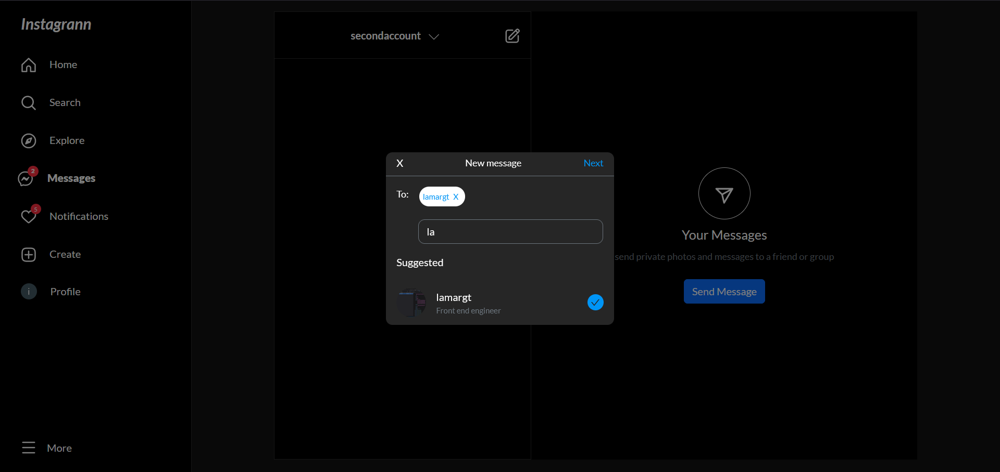 Instagrann
Home
Search
Explore
2
Messages
5
Notifications
Create
i
Profile
More
secondaccount
X
New message
Next
To:
lamargt X
la
Suggested
lamargt
Front end engineer
Your Messages
send private photos and messages to a friend or group
Send Message